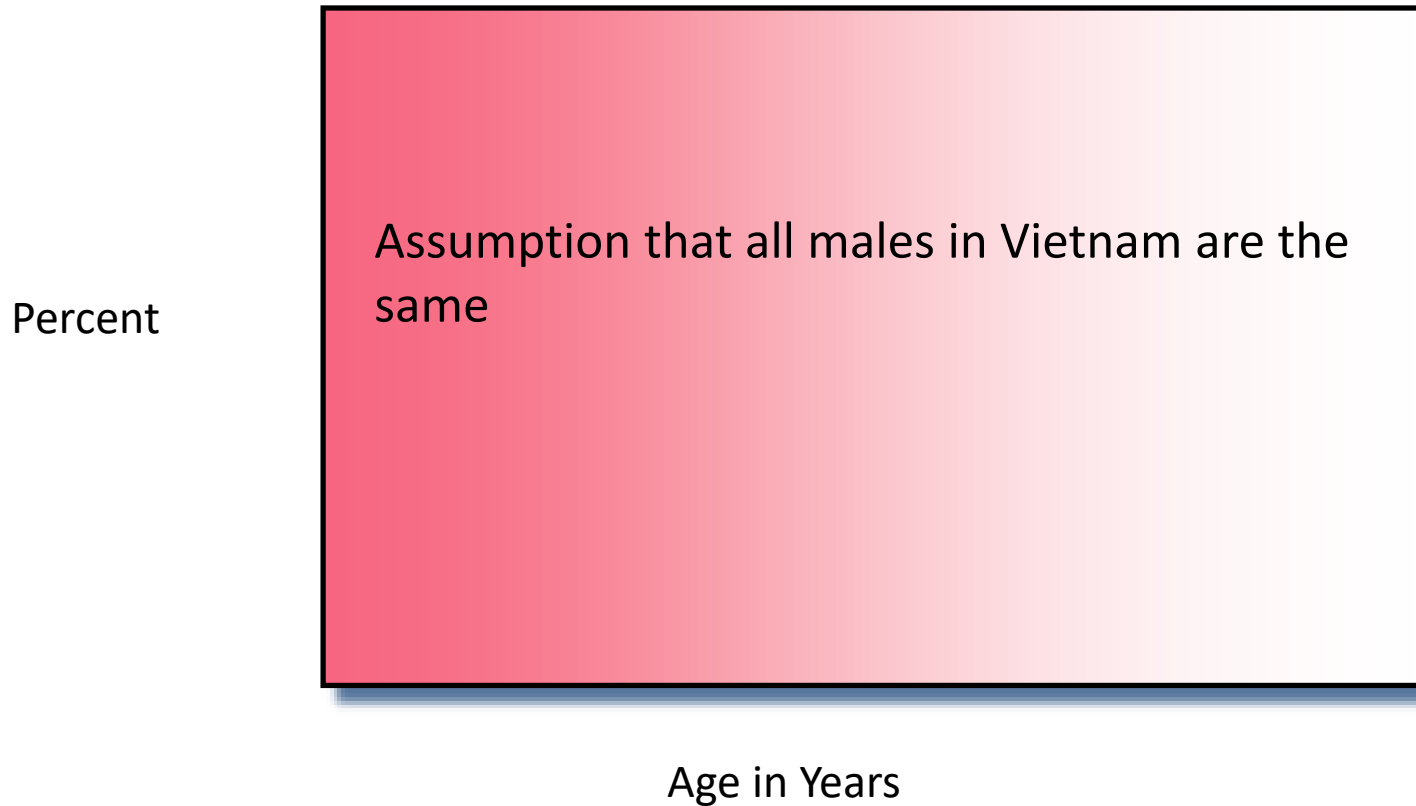 Assumption that all males in Vietnam are the
same
Percent
Age in Years